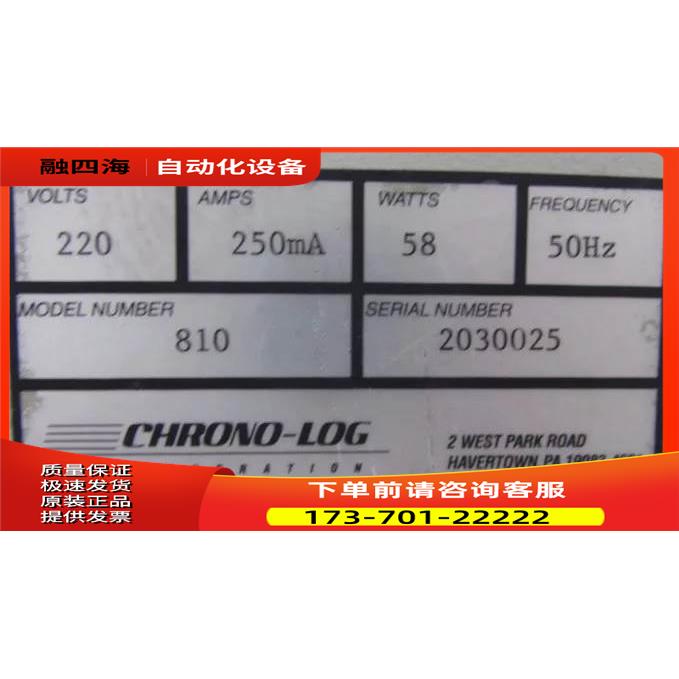 融四海 自动化设备
VOLTS AMPS WATTS FREQUENCY
220 250mA 58 50Hz
MODEL NUMBER SERIAL NUMBER
810 2030025
CHRONO-LOG 2 WEST PARK ROAD
HAVERTOWN PA
质量保证
极速发货
原装正品
提供发票
下单前请咨询客服
173-701-22222